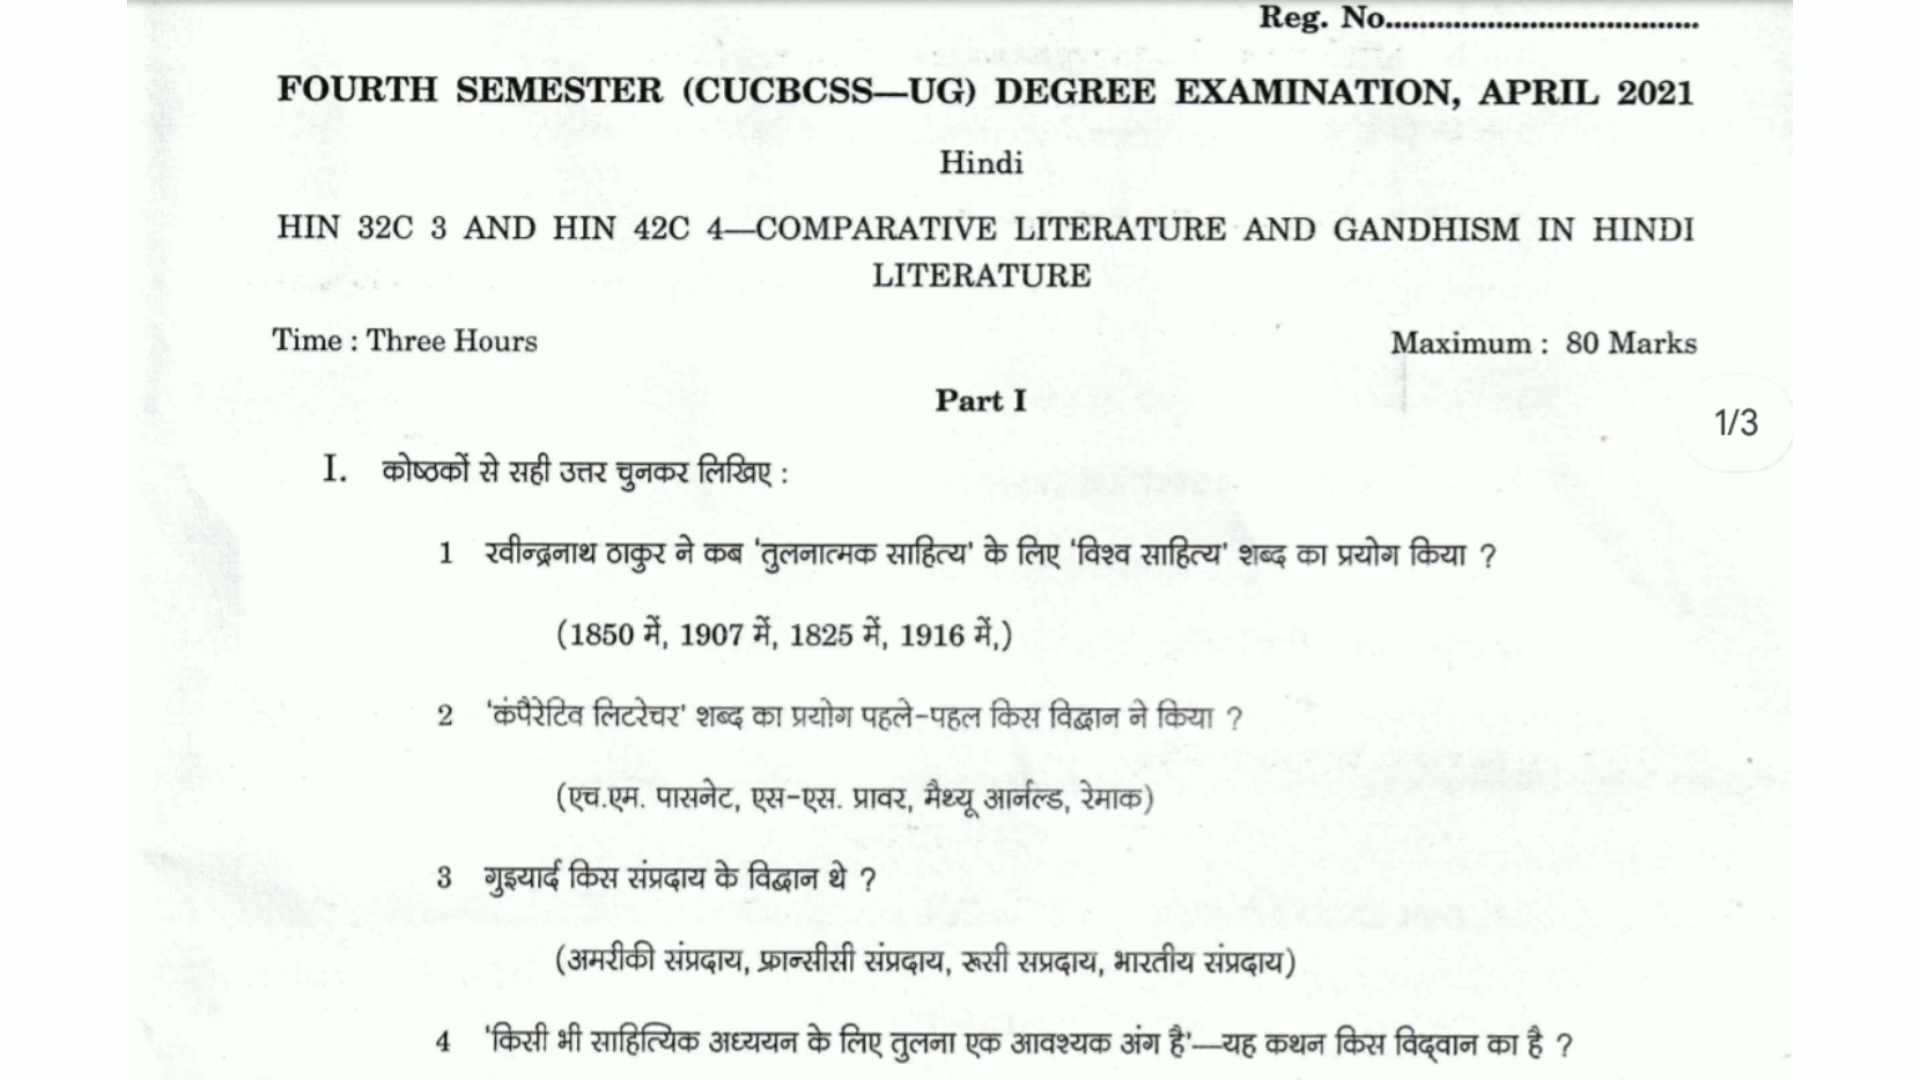 Reg. No.....................................
FOURTH SEMESTER (CUCBCSS—UG) DEGREE EXAMINATION, APRIL 2021
Hindi
HIN 32C 3 AND HIN 42C 4—COMPARATIVE LITERATURE AND GANDHISM IN HINDI
LITERATURE
Time : Three Hours Maximum : 80 Marks
Part I
1/3
I. कोष्ठकों से सही उत्तर चुनकर लिखिए :
1 रवीन्द्रनाथ ठाकुर ने कब 'तुलनात्मक साहित्य' के लिए 'विश्व साहित्य' शब्द का प्रयोग किया ?
(1850 में, 1907 में, 1825 में, 1916 में,)
2 'कंपैरेटिव लिटरेचर' शब्द का प्रयोग पहले-पहल किस विद्वान ने किया ?
(एच.एम. पासनेट, एस-एस. प्रावर, मैथ्यू आर्नल्ड, रेमाक)
3 गुइयार्द किस संप्रदाय के विद्वान थे ?
(अमरीकी संप्रदाय, फ्रान्सीसी संप्रदाय, रूसी सप्रदाय, भारतीय संप्रदाय)
4 'किसी भी साहित्यिक अध्ययन के लिए तुलना एक आवश्यक अंग है'—यह कथन किस विद्‌वान का है ?